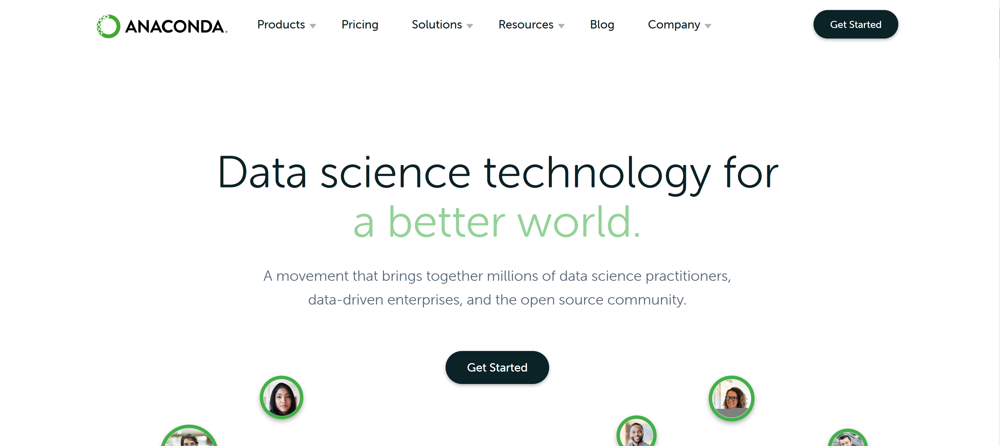 ANACONDA®
Products Pricing Solutions Resources Blog Company Get Started
Data science technology for
a better world.
A movement that brings together millions of data science practitioners,
data-driven enterprises, and the open source community.
Get Started